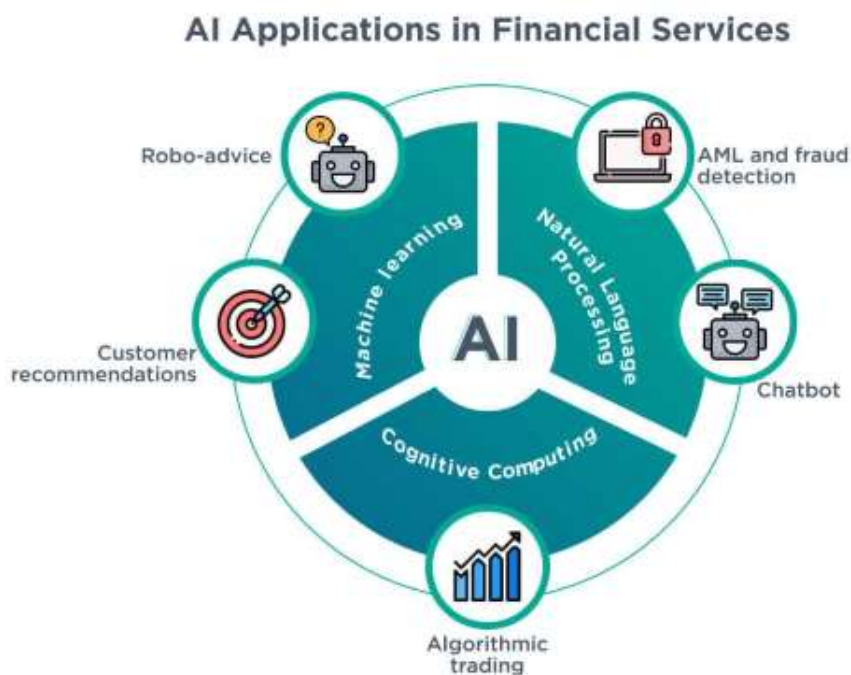 AI Applications in Financial Services
?
Robo-advice
AML and fraud
detection
Machine learning
Natural Language
Processing
AI
Customer
recommendations
Chatbot
Cognitive Computing
Algorithmic
trading